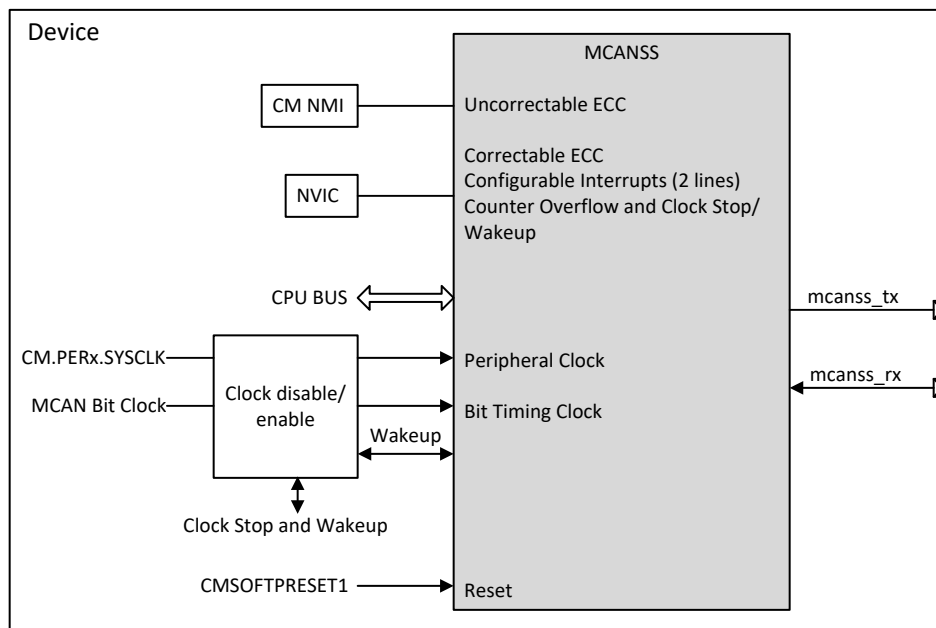 Device
MCANSS
CM NMI
Uncorrectable ECC
Correctable ECC
NVIC
Configurable Interrupts (2 lines)
Counter Overflow and Clock Stop/
Wakeup
CPU BUS
mcanss_tx
CM.PERx.SYSCLK
Peripheral Clock
mcanss_rx
Clock disable/
enable
MCAN Bit Clock
Bit Timing Clock
Wakeup
Clock Stop and Wakeup
CMSOFTPRESET1
Reset